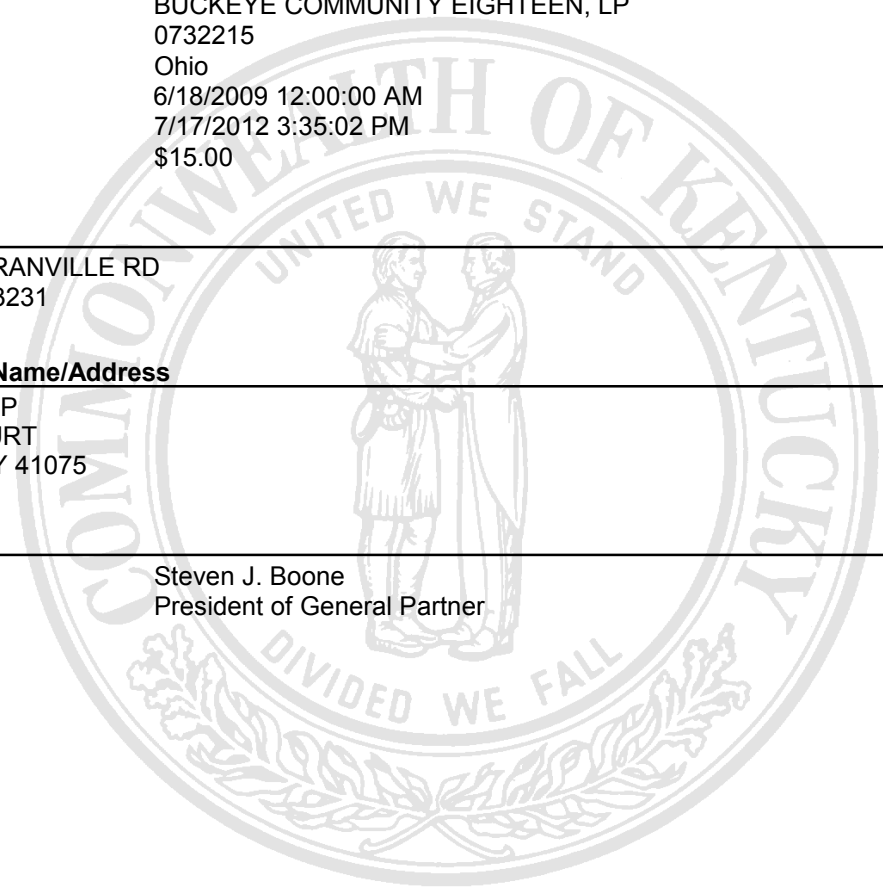 BUCKEYE COMMUNITY EIGHTEEN, LP
0732215
Ohio
6/18/2009 12:00:00 AM
7/17/2012 3:35:02 PM
$15.00
RANVILLE RD
3231
Name/Address
P
URT
Y 41075
Steven J. Boone
President of General Partner
COMMONWEALTH OF KENTUCKY
UNITED WE STAND
DIVIDED WE FALL